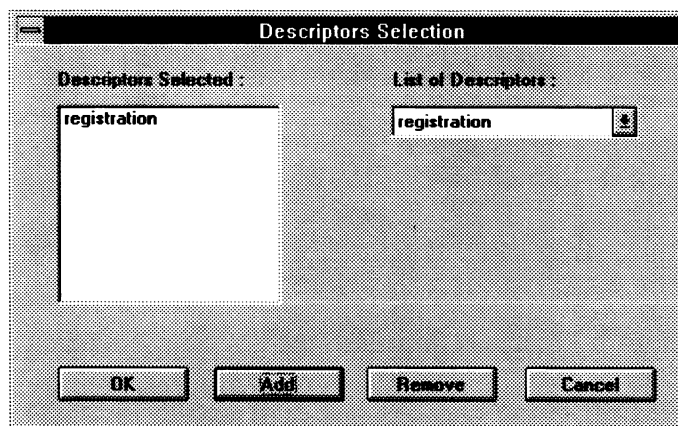 Descriptors Selection
Descriptors Selected : List of Descriptors :
registration registration
OK Add Remove Cancel